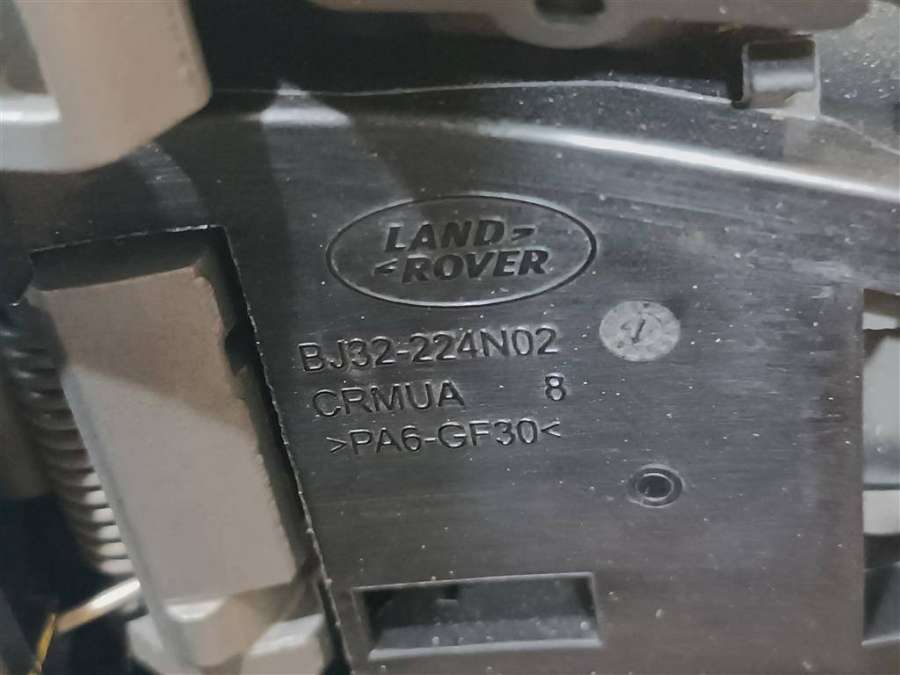 LAND>
<ROVER
BJ32-224N02
CRMUA 8
>PA6-GF30<